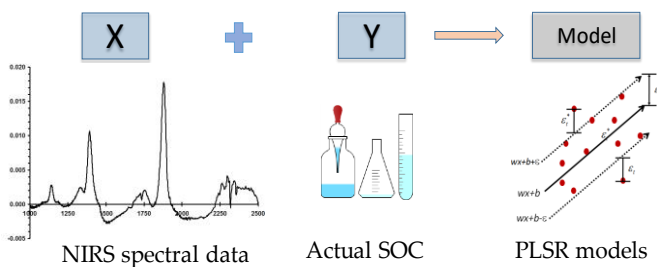 X
Y
Model
0.020
0.015
0.010
0.005
0.000
-0.005
1000
1250
1500
1750
2000
2250
2500
wx+b+ε
wx+b
wx+b-ε
ε
ε*
ε
ε
NIRS spectral data
Actual SOC
PLSR models